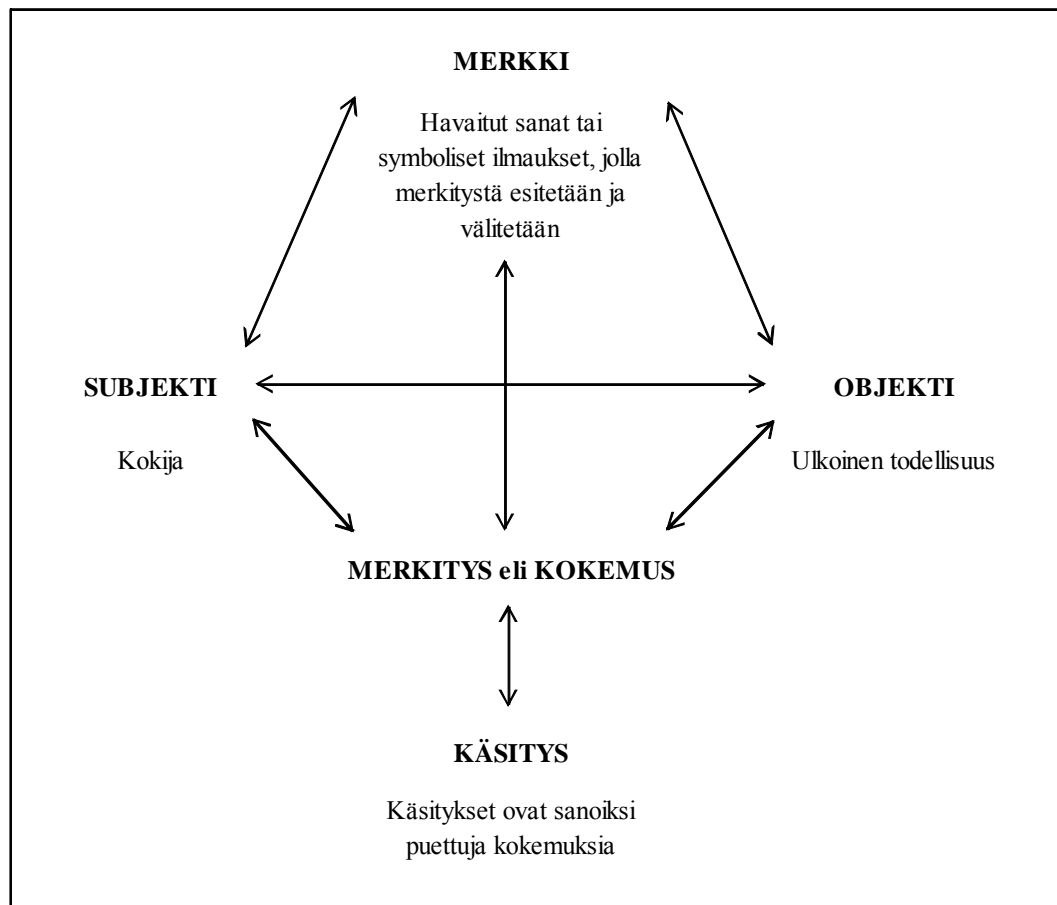 MERKKI
Havaitut sanat tai
symboliset ilmaukset, jolla
merkitystä esitetään ja
välitetään
SUBJEKTI
OBJEKTI
Kokija
Ulkoinen todellisuus
MERKITYS eli KOKEMUS
KÄSITYS
Käsitykset ovat sanoiksi
puettuja kokemuksia